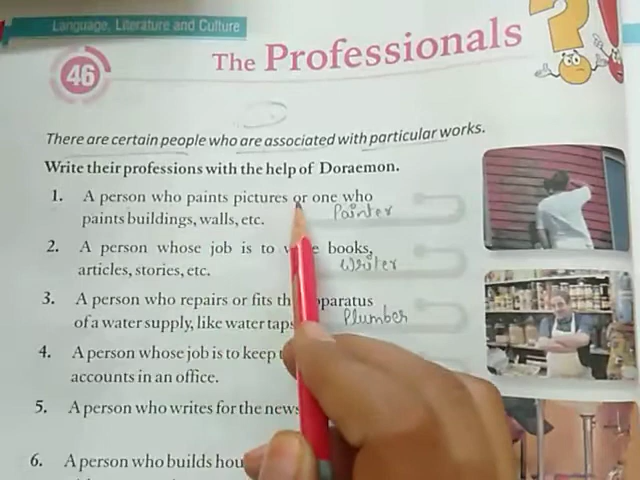 Language, Literature and Culture
46
The Professionals
There are certain people who are associated with particular works.
Write their professions with the help of Doraemon.
1. A person who paints pictures or one who
paints buildings, walls, etc. Painter
2. A person whose job is to books,
articles, stories, etc. Writer
3. A person who repairs or fits
of a water supply, like water taps Plumber
4. A person whose job is to keep
accounts in an office.
5. A person who writes for the
6. A person who builds